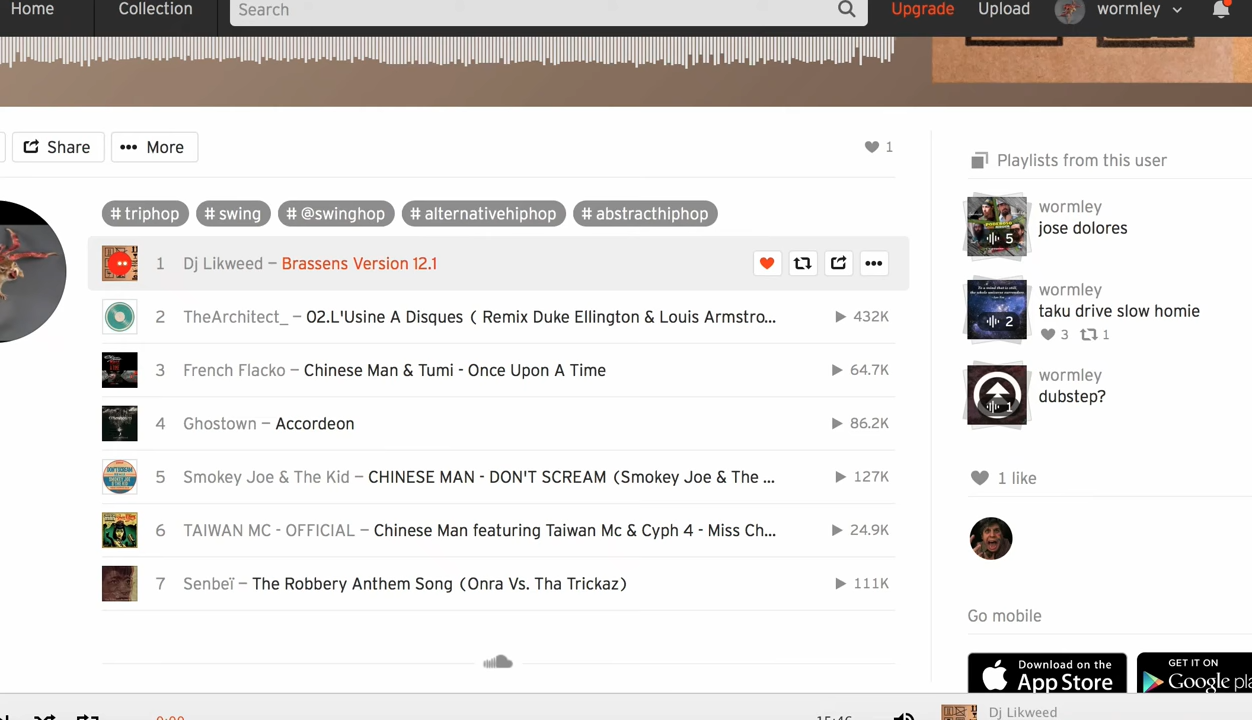 Home
Collection
Search
Upgrade
Upload
wormley
Share
More
1
# triphop
# swing
# @swinghop
# alternativehiphop
# abstracthiphop
1 Dj Likweed – Brassens Version 12.1
2 TheArchitect_ – 02.L'Usine A Disques ( Remix Duke Ellington & Louis Armstro... 432K
3 French Flacko – Chinese Man & Tumi - Once Upon A Time 64.7K
4 Ghostown – Accordeon 86.2K
5 Smokey Joe & The Kid – CHINESE MAN - DON'T SCREAM (Smokey Joe & The ... 127K
6 TAIWAN MC - OFFICIAL – Chinese Man featuring Taiwan Mc & Cyph 4 - Miss Ch... 24.9K
7 Senbeï – The Robbery Anthem Song (Onra Vs. Tha Trickaz) 111K
Playlists from this user
5
wormley
jose dolores
2
wormley
taku drive slow homie
3 1
1
wormley
dubstep?
1 like
Go mobile
Download on the
App Store
GET IT ON
Google pla
0:00
15:46
Dj Likweed